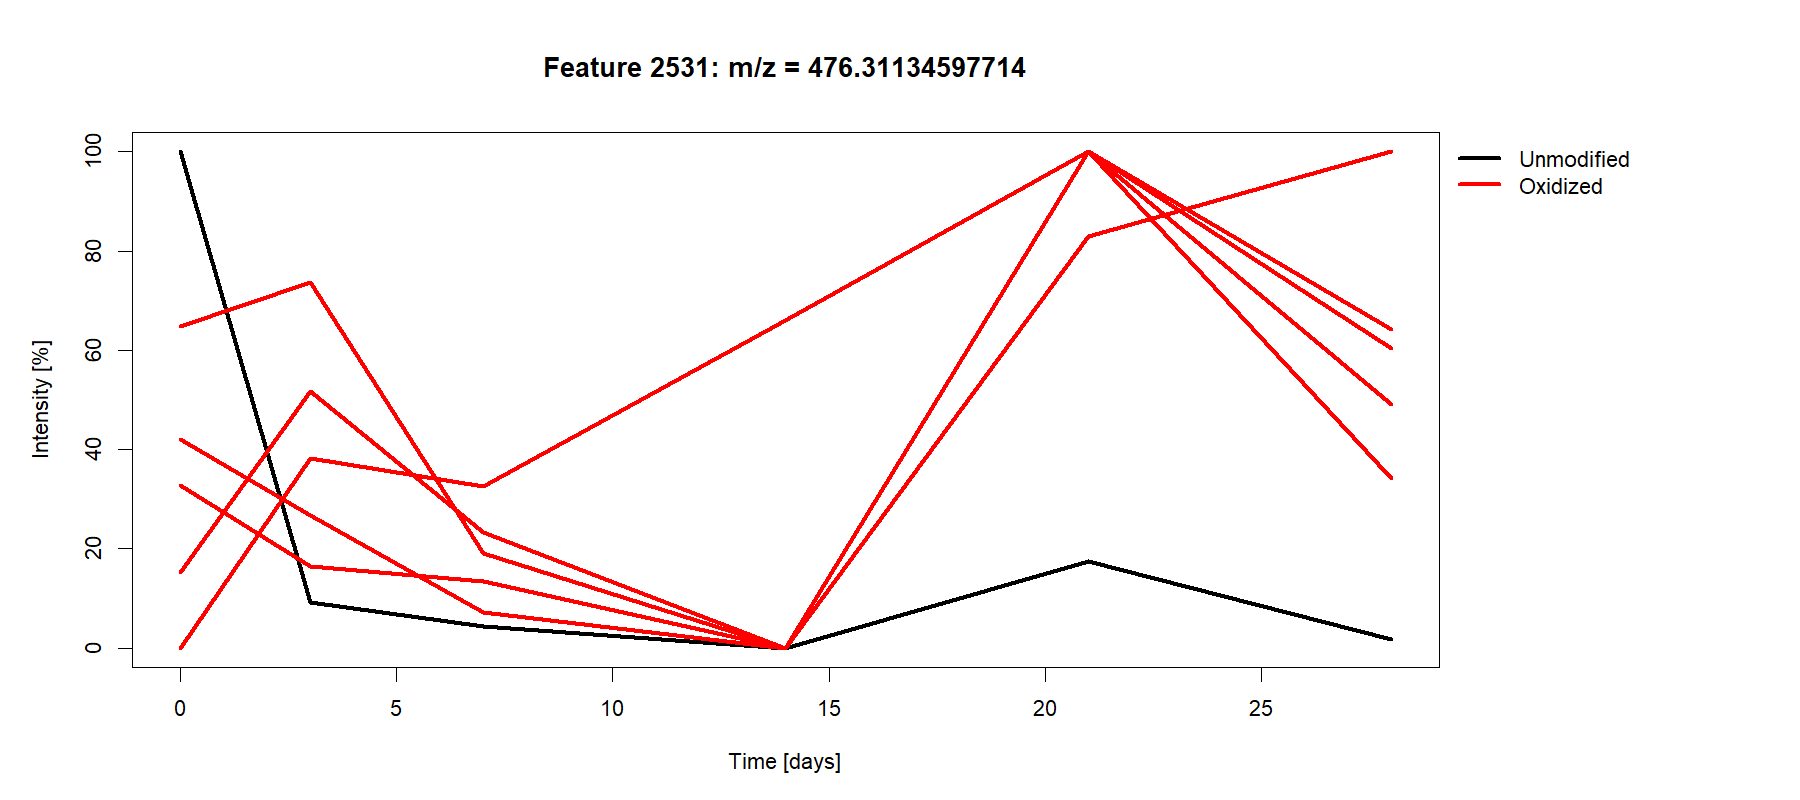 Feature 2531: m/z = 476.31134597714
Unmodified
Oxidized
Intensity [%]
100
80
60
40
20
0
0 5 10 15 20 25
Time [days]